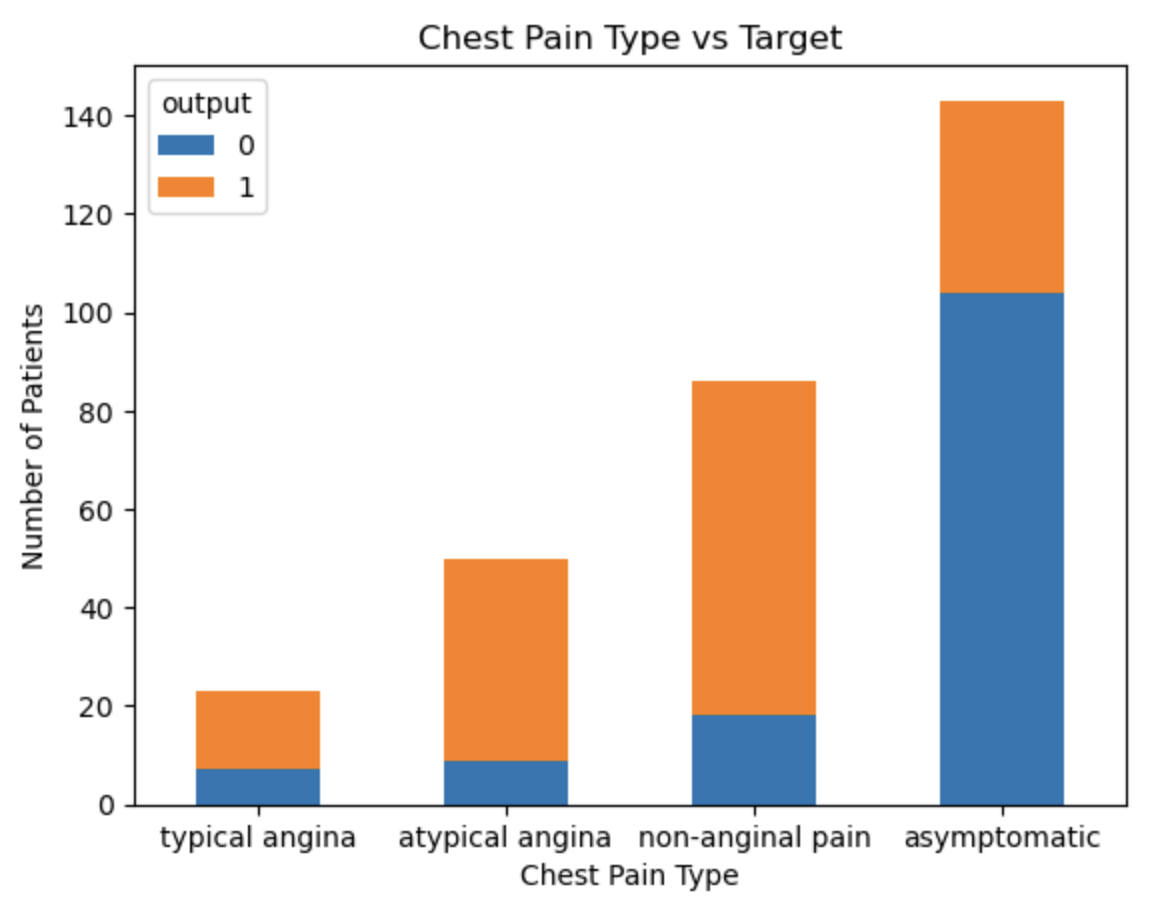 Chest Pain Type vs Target
output
0
1
140
120
100
80
60
40
20
0
Number of Patients
typical angina
atypical angina
non-anginal pain
asymptomatic
Chest Pain Type